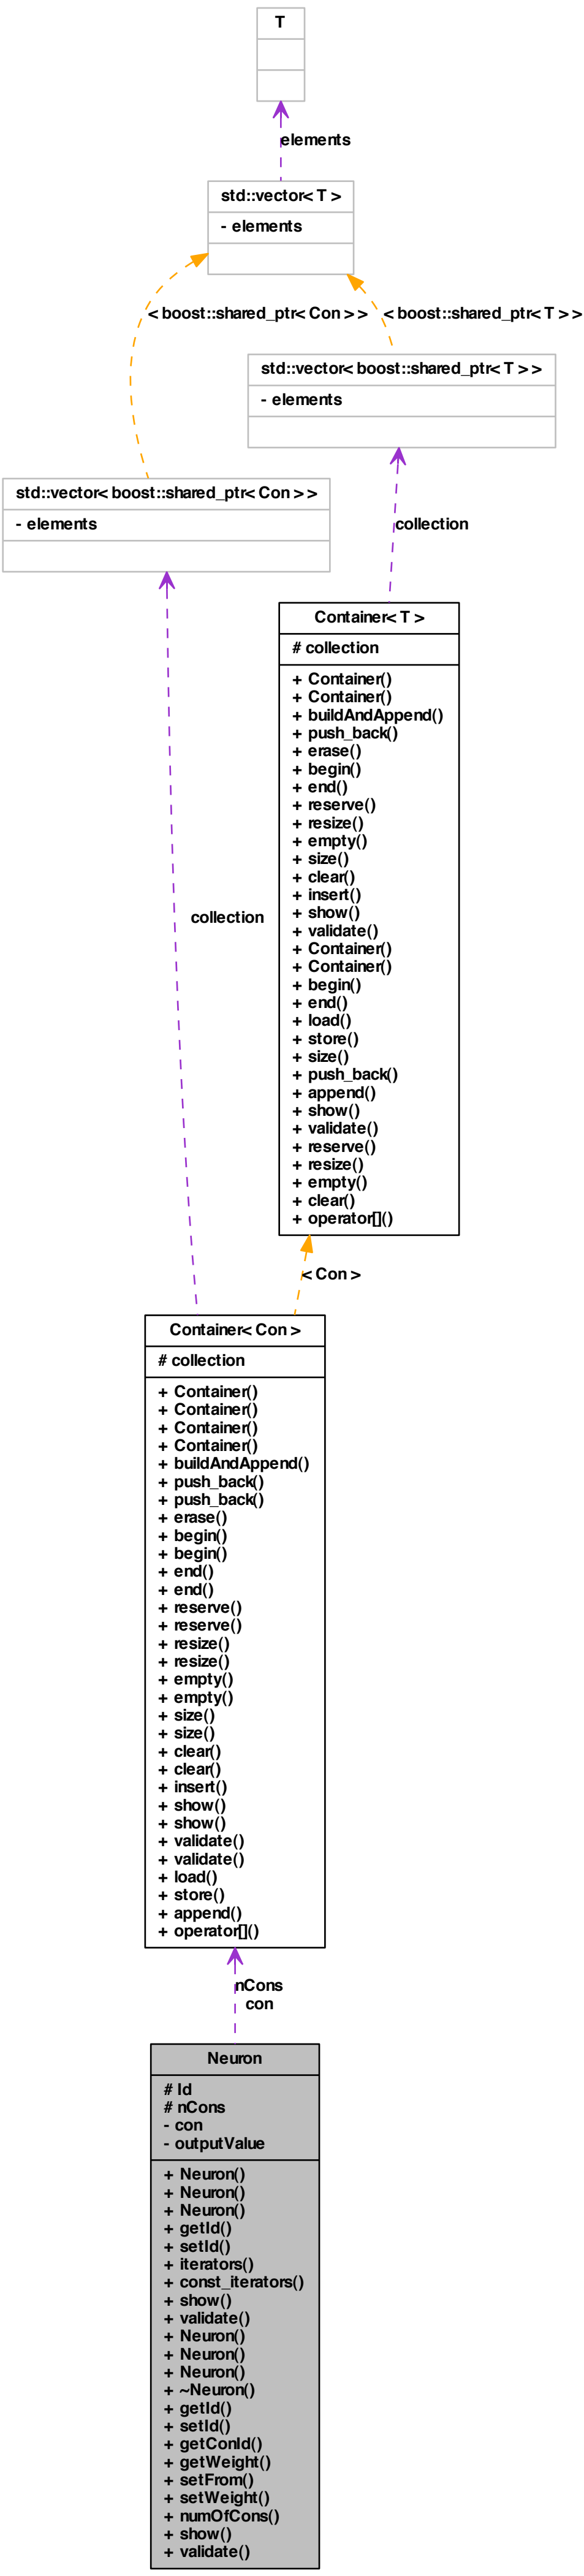 T
elements
std::vector< T >
- elements
< boost::shared_ptr< Con > >
< boost::shared_ptr< T > >
std::vector< boost::shared_ptr< T > >
- elements
std::vector< boost::shared_ptr< Con > >
- elements
collection
Container< T >
# collection
+ Container()
+ Container()
+ buildAndAppend()
+ push_back()
+ erase()
+ begin()
+ end()
+ reserve()
+ resize()
+ empty()
+ size()
+ clear()
+ insert()
+ show()
+ validate()
+ Container()
+ Container()
+ begin()
+ end()
+ load()
+ store()
+ size()
+ push_back()
+ append()
+ show()
+ validate()
+ reserve()
+ resize()
+ empty()
+ clear()
+ operator[]()
collection
< Con >
Container< Con >
# collection
+ Container()
+ Container()
+ Container()
+ Container()
+ buildAndAppend()
+ push_back()
+ push_back()
+ erase()
+ begin()
+ begin()
+ end()
+ end()
+ reserve()
+ reserve()
+ resize()
+ resize()
+ empty()
+ empty()
+ size()
+ size()
+ clear()
+ clear()
+ insert()
+ show()
+ show()
+ validate()
+ validate()
+ load()
+ store()
+ append()
+ operator[]()
nCons
con
Neuron
# Id
# nCons
- con
- outputValue
+ Neuron()
+ Neuron()
+ Neuron()
+ getId()
+ setId()
+ iterators()
+ const_iterators()
+ show()
+ validate()
+ Neuron()
+ Neuron()
+ Neuron()
+ ~Neuron()
+ getId()
+ setId()
+ getConId()
+ getWeight()
+ setFrom()
+ setWeight()
+ numOfCons()
+ show()
+ validate()